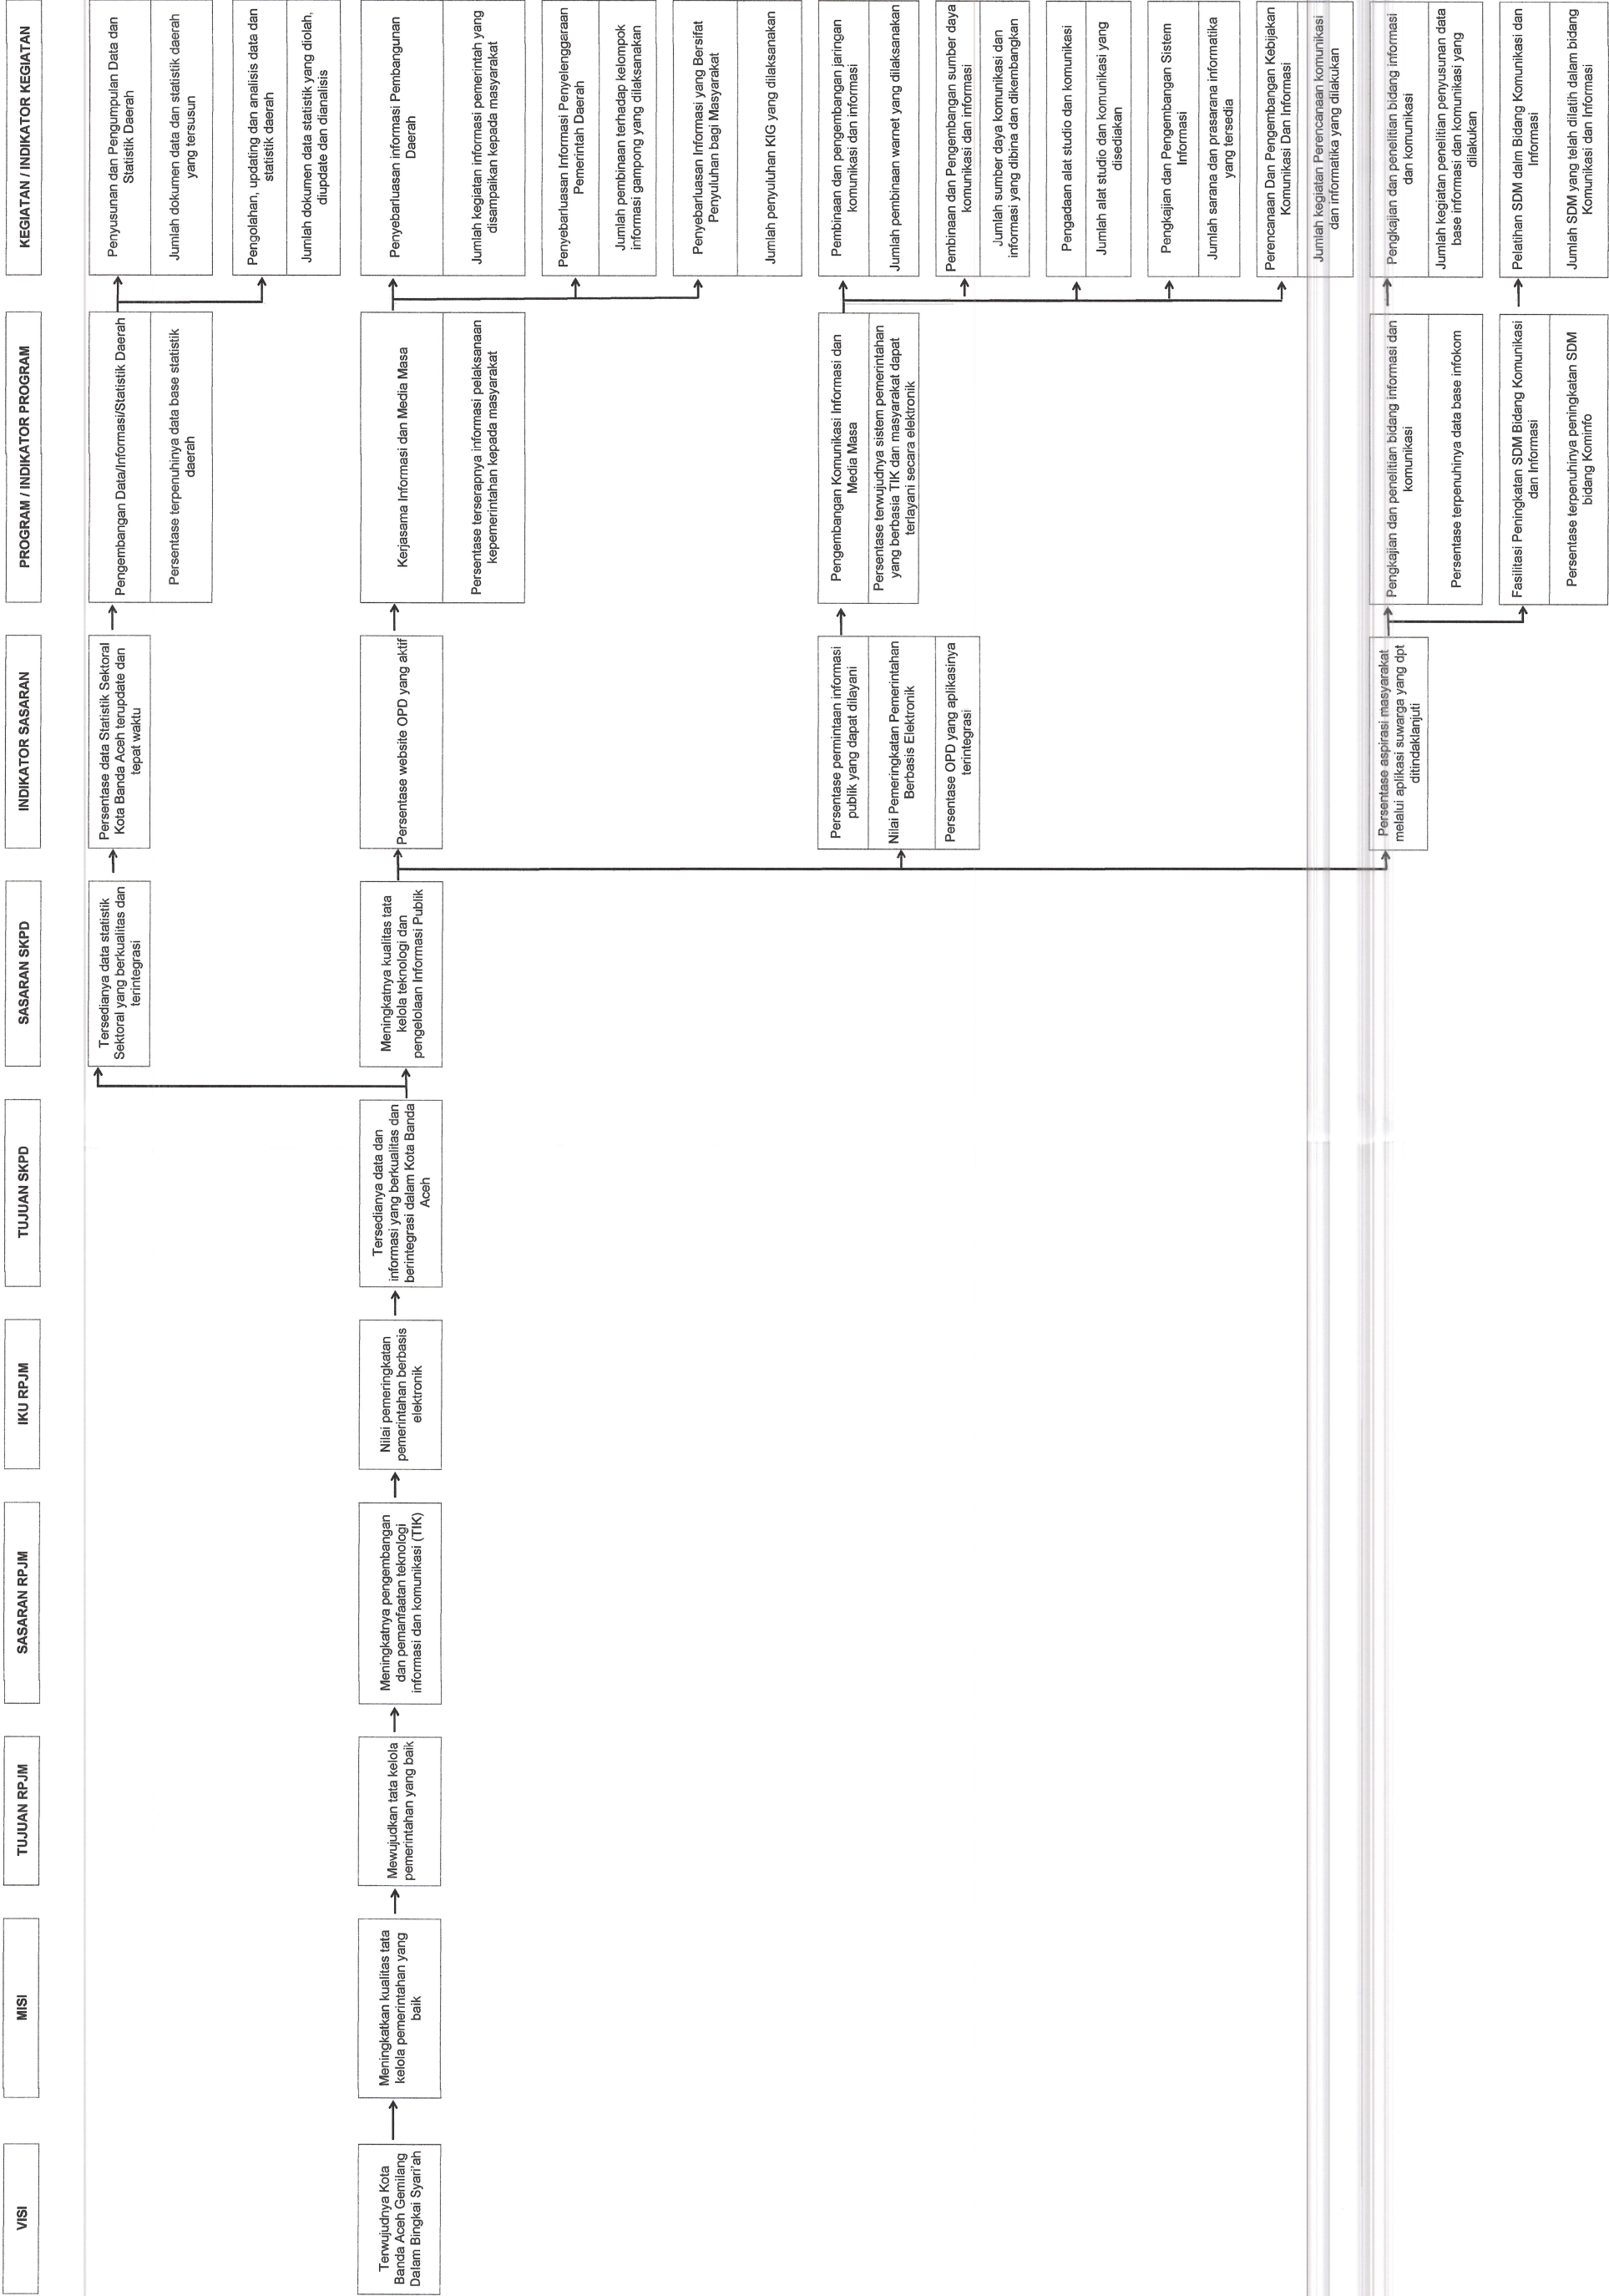 VISI
MISI
TUJUAN RPJM
SASARAN RPJM
IKU RPJM
TUJUAN SKPD
SASARAN SKPD
INDIKATOR SASARAN
PROGRAM / INDIKATOR PROGRAM
KEGIATAN / INDIKATOR KEGIATAN
Terwujudnya Kota
Banda Aceh Gemilang
Dalam Bingkai Syari'ah
Meningkatkan kualitas tata
kelola pemerintahan yang
baik
Mewujudkan tata kelola
pemerintahan yang baik
Meningkatnya pengembangan
dan pemanfaatan teknologi
informasi dan komunikasi (TIK)
Nilai pemeringkatan
pemerintahan berbasis
elektronik
Tersedianya data dan
informasi yang berkualitas dan
berintegrasi dalam Kota Banda
Aceh
Tersedianya data statistik
Sektoral yang berkualitas dan
terintegrasi
Persentase data Statistik Sektoral
Kota Banda Aceh terupdate dan
tepat waktu
Pengembangan Data/Informasi/Statistik Daerah
Persentase terpenuhinya data base statistik
daerah
Penyusunan dan Pengumpulan Data dan
Statistik Daerah
Jumlah dokumen data dan statistik daerah
yang tersusun
Pengolahan, updating dan analisis data dan
statistik daerah
Jumlah dokumen data statistik yang diolah,
diupdate dan dianalisis
Meningkatnya kualitas tata
kelola teknologi dan
pengelolaan Informasi Publik
Persentase website OPD yang aktif
Kerjasama Informasi dan Media Masa
Persentase terserapnya informasi pelaksanaan
kepemerintahan kepada masyarakat
Penyebarluasan informasi Pembangunan
Daerah
Jumlah kegiatan informasi pemerintah yang
disampaikan kepada masyarakat
Penyebarluasan Informasi Penyelenggaraan
Pemerintah Daerah
Jumlah pembinaan terhadap kelompok
informasi gampong yang dilaksanakan
Penyebarluasan Informasi yang Bersifat
Penyuluhan bagi Masyarakat
Jumlah penyuluhan KIG yang dilaksanakan
Persentase permintaan informasi
publik yang dapat dilayani
Nilai Pemeringkatan Pemerintahan
Berbasis Elektronik
Persentase OPD yang aplikasinya
terintegrasi
Pengembangan Komunikasi Informasi dan
Media Masa
Persentase terwujudnya sistem pemerintahan
yang berbasia TIK dan masyarakat dapat
terlayani secara elektronik
Pembinaan dan pengembangan jaringan
komunikasi dan informasi
Jumlah pembinaan warnet yang dilaksanakan
Pembinaan dan Pengembangan sumber daya
komunikasi dan informasi
Jumlah sumber daya komunikasi dan
informasi yang dibina dan dikembangkan
Pengadaan alat studio dan komunikasi
Jumlah alat studio dan komunikasi yang
disediakan
Pengkajian dan Pengembangan Sistem
Informasi
Jumlah sarana dan prasarana informatika
yang tersedia
Perencanaan Dan Pengembangan Kebijakan
Komunikasi Dan Informasi
Jumlah kegiatan Perencanaan komunikasi
dan informatika yang dilakukan
Persentase aspirasi masyarakat
melalui aplikasi suwarga yang dpt
ditindaklanjuti
Pengkajian dan penelitian bidang informasi dan
komunikasi
Persentase terpenuhinya data base infokom
Pengkajian dan penelitian bidang informasi
dan komunikasi
Jumlah kegiatan penelitian penyusunan data
base informasi dan komunikasi yang
dilakukan
Fasilitasi Peningkatan SDM Bidang Komunikasi
dan Informasi
Persentase terpenuhinya peningkatan SDM
bidang Kominfo
Pelatihan SDM dalm Bidang Komunikasi dan
Informasi
Jumlah SDM yang telah dilatih dalam bidang
Komunikasi dan Informasi